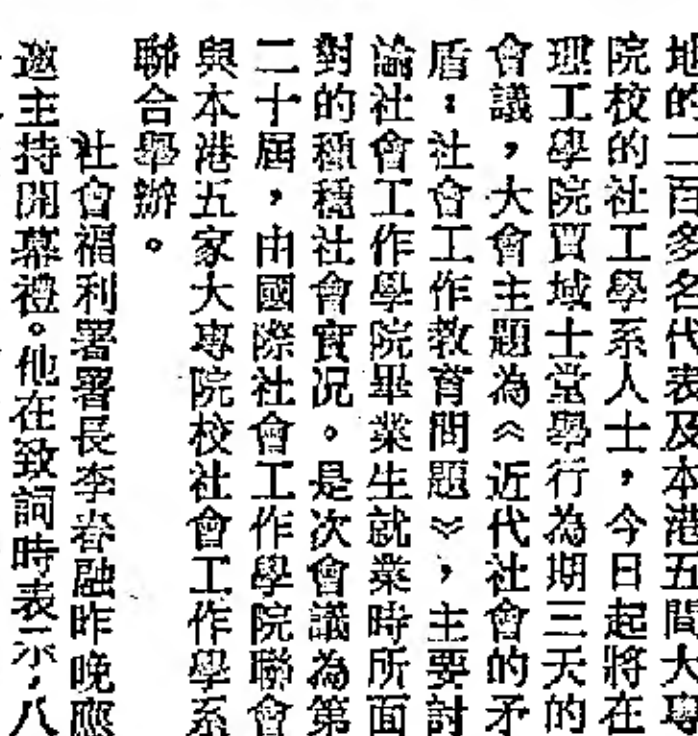 地的二百多名代表及本港五間大專
院校的社工學系人士，今日起將在
理工學院賈域士堂舉行為期三天的
會議，大會主題為《近代社會的矛
盾：社會工作教育問題》，主要討
論社會工作學院畢業生就業時所面
對的種種社會實況。是次會議為第
二十屆，由國際社會工作學院聯會
與本港五家大專院校社會工作學系
聯合舉辦。
社會福利署署長李春融昨晚應
邀主持開幕禮。他在致詞時表示，八